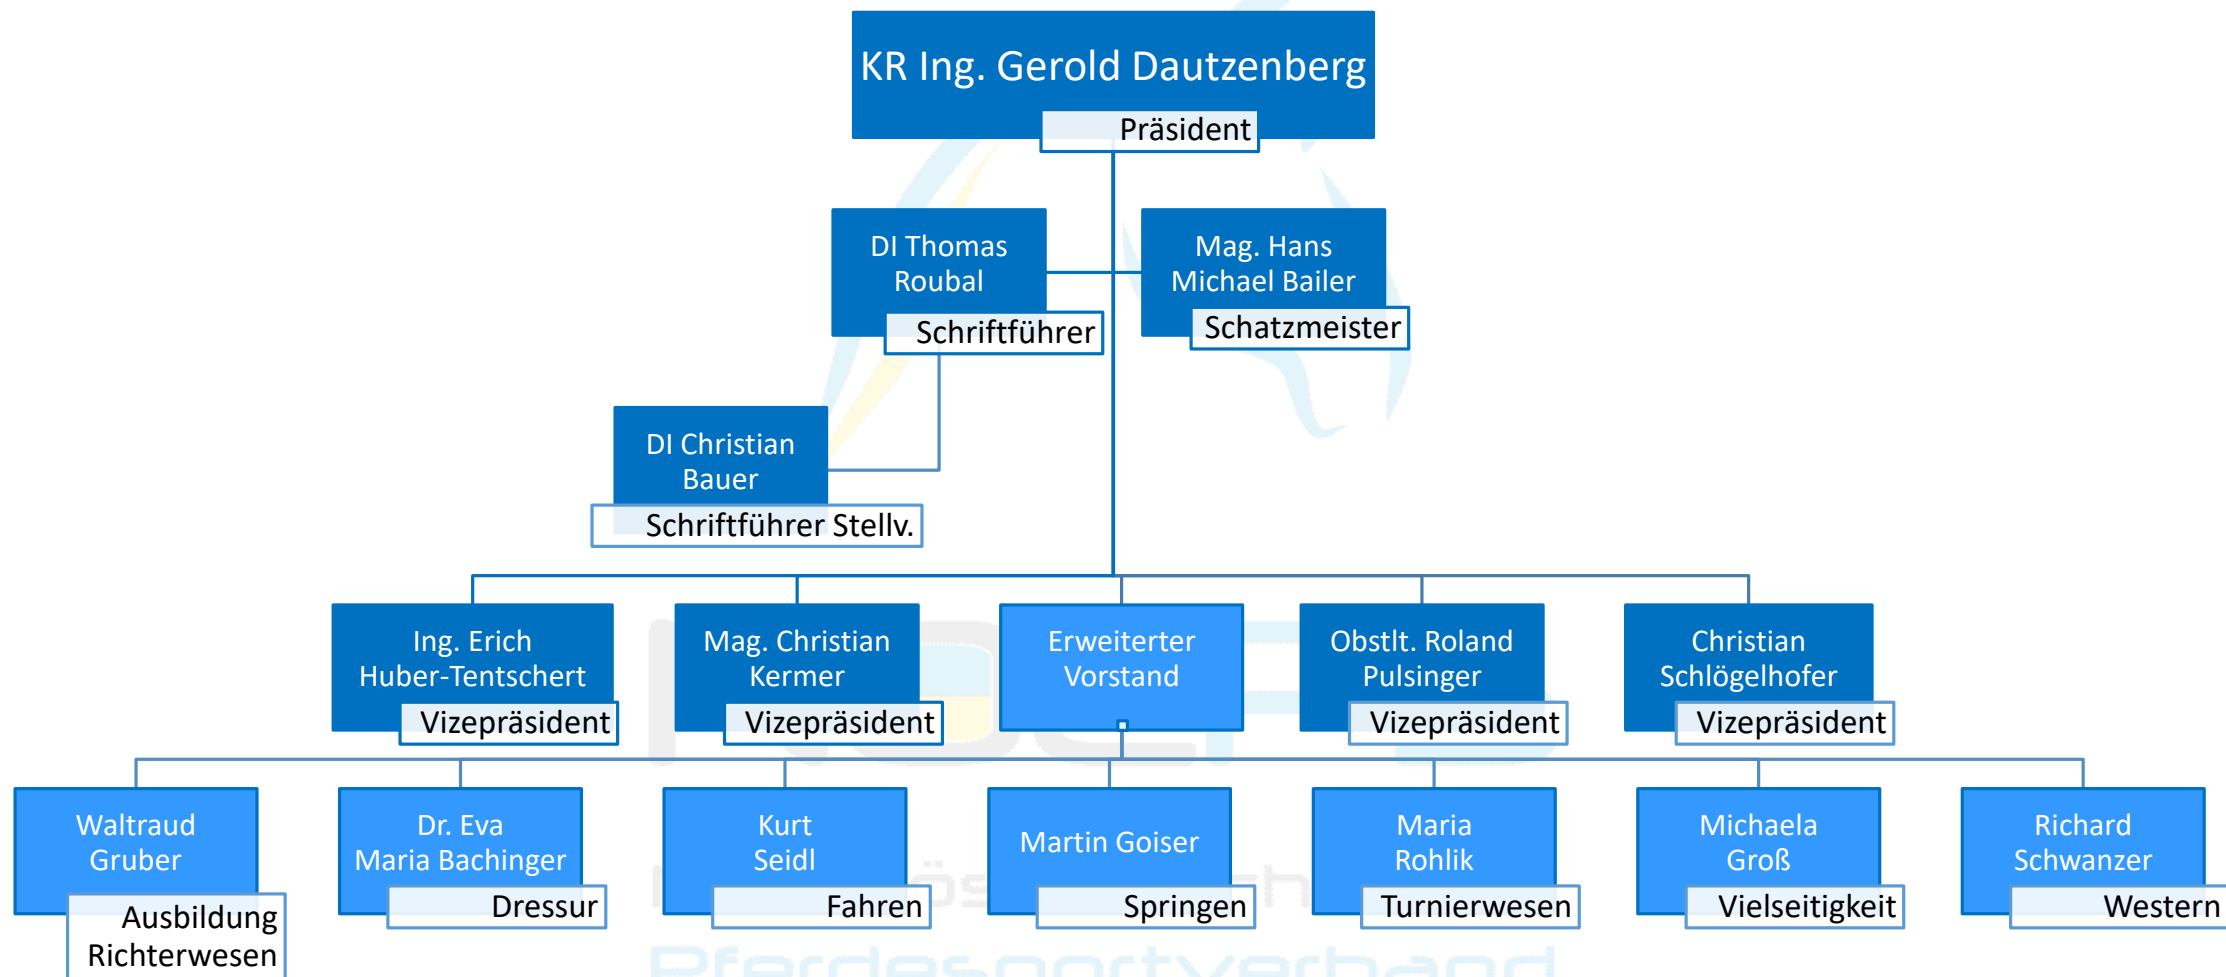 KR Ing. Gerold Dautzenberg
Präsident
DI Thomas
Roubal
Schriftführer
Mag. Hans
Michael Bailer
Schatzmeister
DI Christian
Bauer
Schriftführer Stellv.
Ing. Erich
Huber-Tentschert
Vizepräsident
Mag. Christian
Kermer
Vizepräsident
Erweiterter
Vorstand
Obstlt. Roland
Pulsinger
Vizepräsident
Christian
Schlögelhofer
Vizepräsident
Waltraud
Gruber
Ausbildung
Richterwesen
Dr. Eva
Maria Bachinger
Dressur
Kurt
Seidl
Fahren
Martin Goiser
Springen
Maria
Rohlik
Turnierwesen
Michaela
Groß
Vielseitigkeit
Richard
Schwanzer
Western
Pferdesportverband